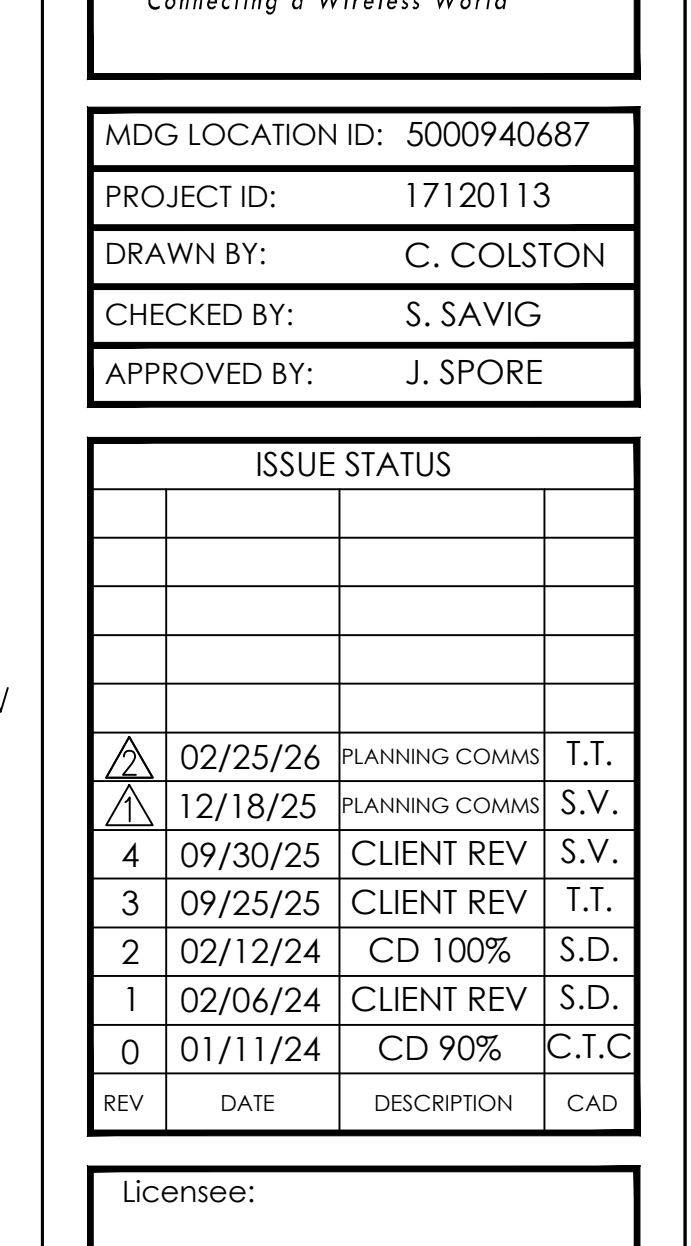 Connecting a Wireless World
MDG LOCATION ID: 5000940687
PROJECT ID: 17120113
DRAWN BY: C. COLSTON
CHECKED BY: S. SAVIG
APPROVED BY: J. SPORE
ISSUE STATUS
2 02/25/26 PLANNING COMMS T.T.
1 12/18/25 PLANNING COMMS S.V.
4 09/30/25 CLIENT REV S.V.
3 09/25/25 CLIENT REV T.T.
2 02/12/24 CD 100% S.D.
1 02/06/24 CLIENT REV S.D.
0 01/11/24 CD 90% C.T.C
REV DATE DESCRIPTION CAD
Licensee: